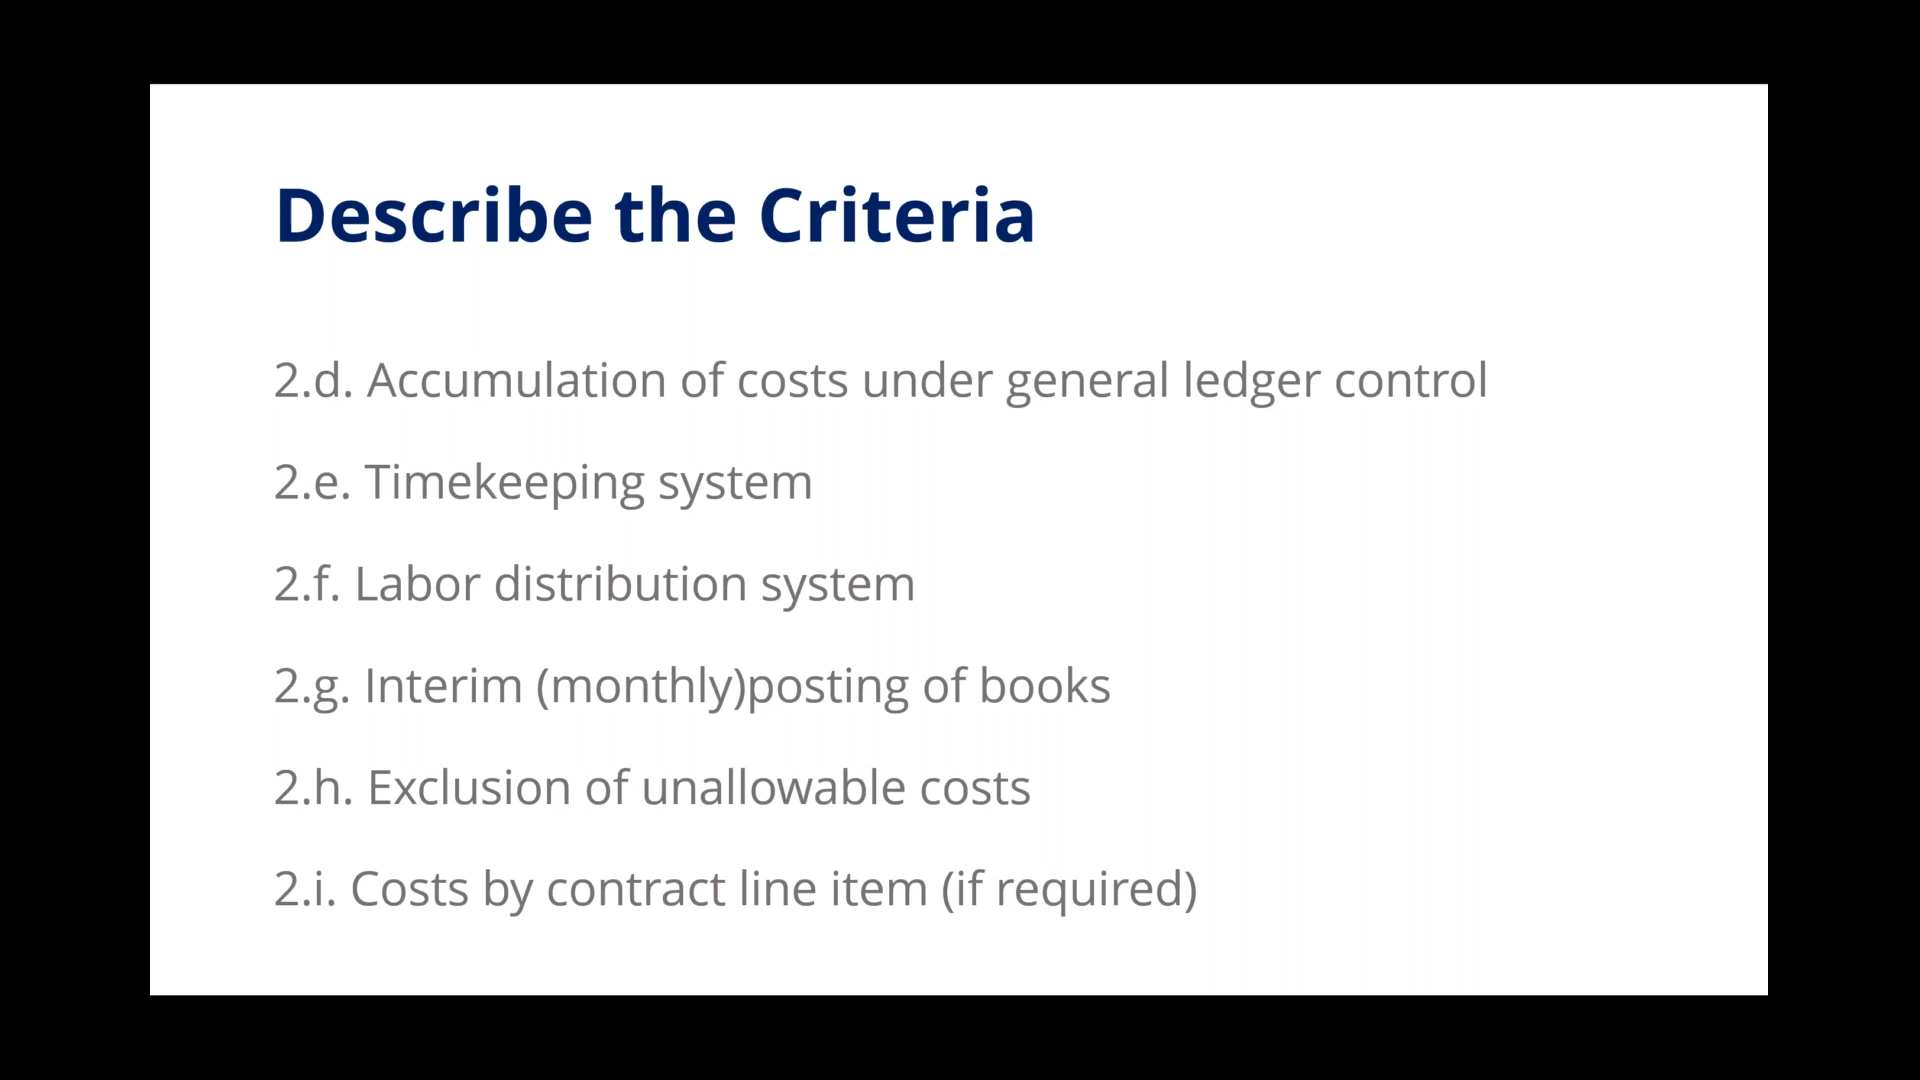 Describe the Criteria
2.d. Accumulation of costs under general ledger control
2.e. Timekeeping system
2.f. Labor distribution system
2.g. Interim (monthly)posting of books
2.h. Exclusion of unallowable costs
2.i. Costs by contract line item (if required)